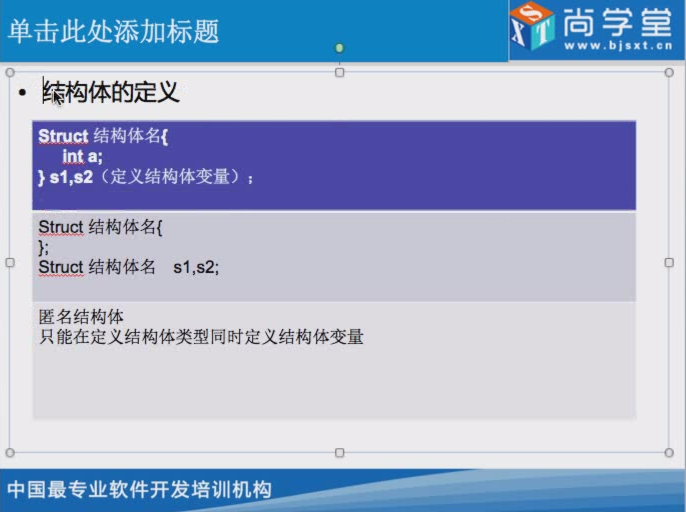 单击此处添加标题
尚学堂
SXT
www.bjsxt.cn
• 结构体的定义
Struct 结构体名{
int a;
} s1,s2（定义结构体变量）;
Struct 结构体名{
};
Struct 结构体名 s1,s2;
匿名结构体
只能在定义结构体类型同时定义结构体变量
中国最专业软件开发培训机构